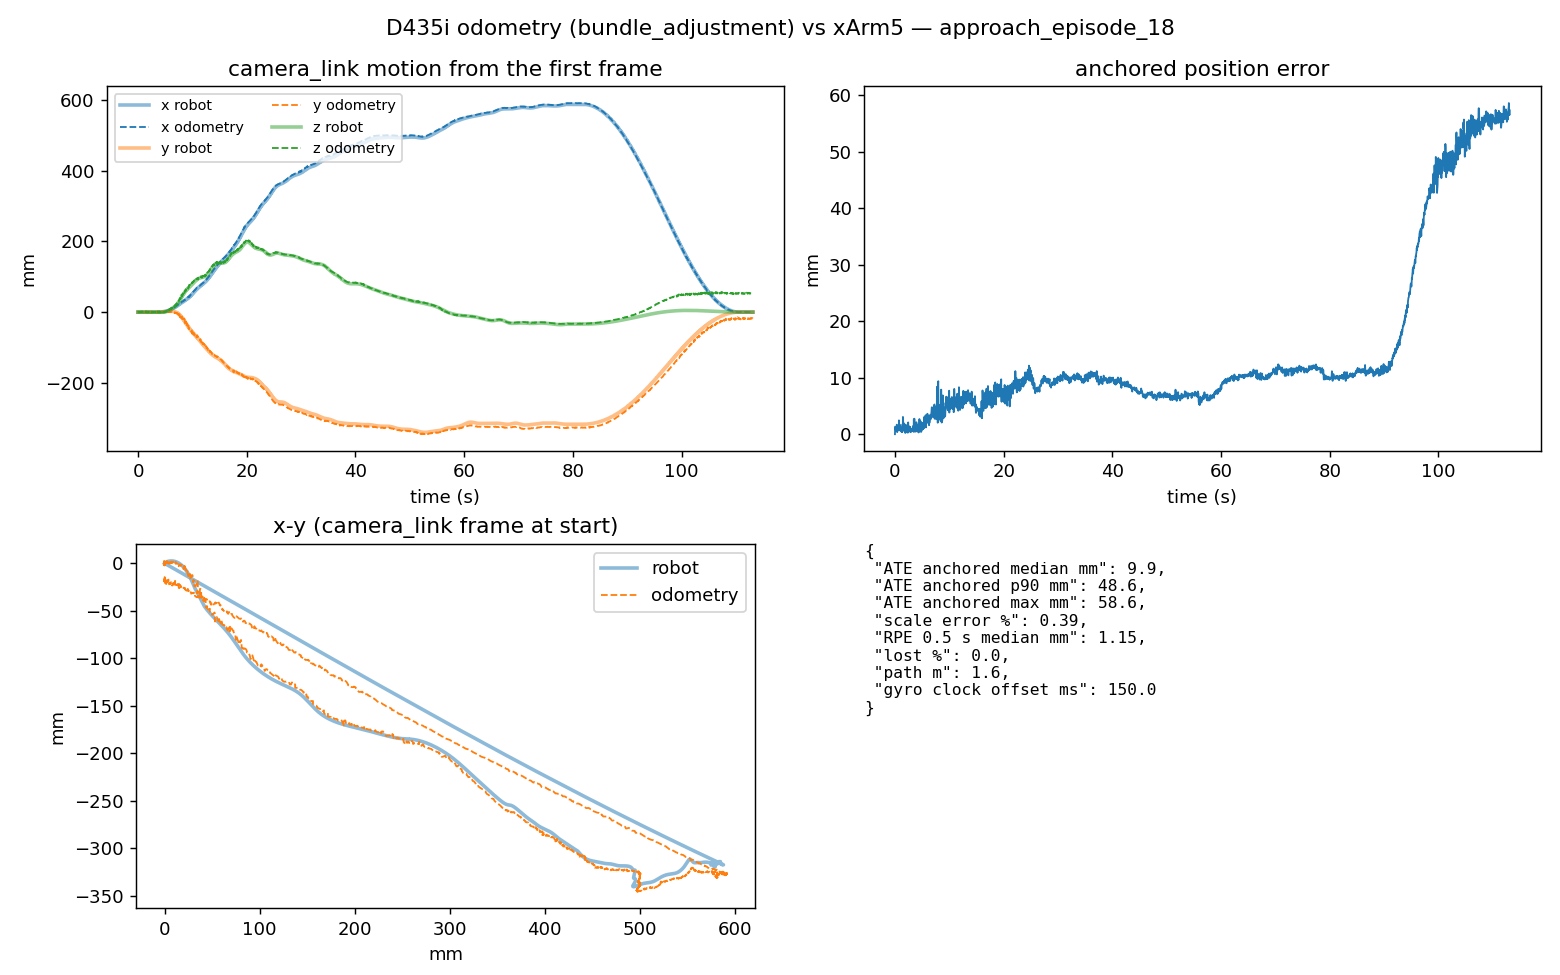 D435i odometry (bundle_adjustment) vs xArm5 — approach_episode_18
camera_link motion from the first frame
x robot
x odometry
y robot
y odometry
z robot
z odometry
600
400
200
0
−200
mm
0 20 40 60 80 100
time (s)
anchored position error
60
50
40
30
20
10
0
mm
0 20 40 60 80 100
time (s)
x-y (camera_link frame at start)
robot
odometry
0
−50
−100
−150
−200
−250
−300
−350
mm
0 100 200 300 400 500 600
mm
{
"ATE anchored median mm": 9.9,
"ATE anchored p90 mm": 48.6,
"ATE anchored max mm": 58.6,
"scale error %": 0.39,
"RPE 0.5 s median mm": 1.15,
"lost %": 0.0,
"path m": 1.6,
"gyro clock offset ms": 150.0
}